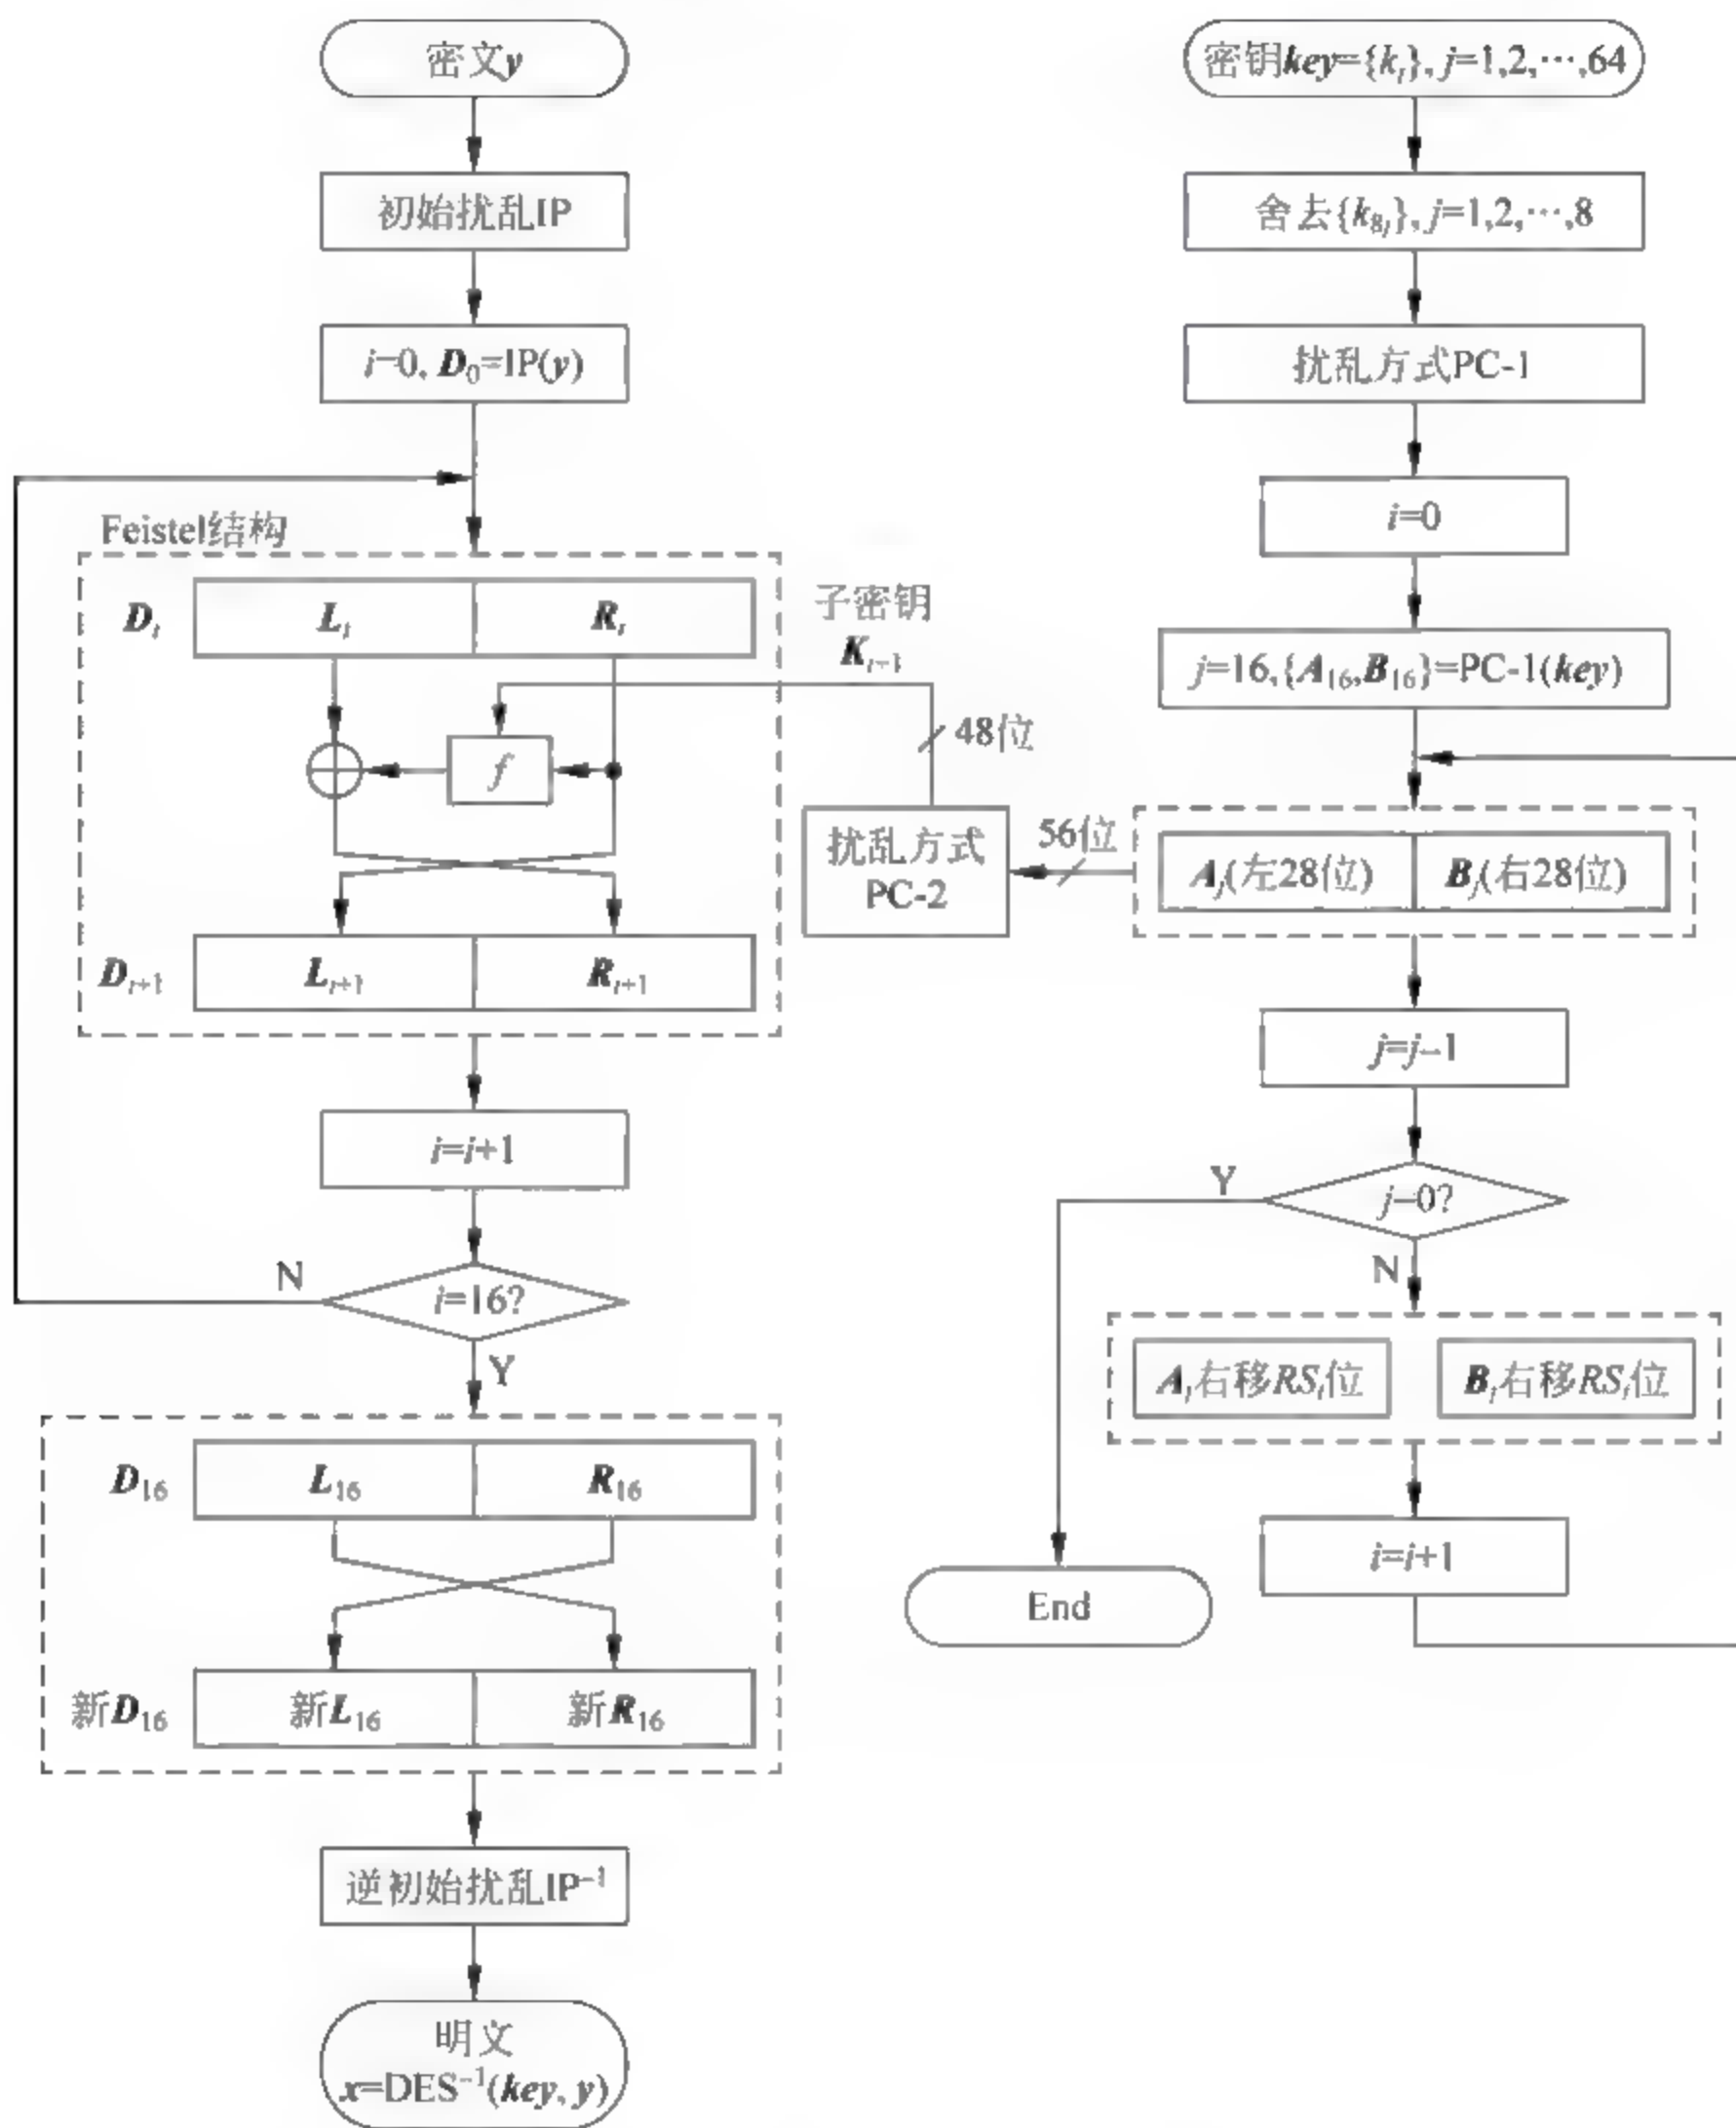 密文y
初始扰乱IP
i=0, D₀=IP(y)
Feistel结构
Dᵢ
Lᵢ
Rᵢ
子密钥
Kᵢ₊₁
f
48位
Dᵢ₊₁
Lᵢ₊₁
Rᵢ₊₁
i=i+1
N
i=16?
Y
D₁₆
L₁₆
R₁₆
新D₁₆
新L₁₆
新R₁₆
逆初始扰乱IP⁻¹
明文
x=DES⁻¹(key, y)
密钥key={kⱼ}, j=1,2,⋯,64
舍去{k₈ⱼ}, j=1,2,⋯,8
扰乱方式PC-1
i=0
j=16,{A₁₆,B₁₆}=PC-1(key)
扰乱方式
PC-2
56位
Aⱼ(左28位)
Bⱼ(右28位)
j=j−1
Y
j=0?
N
Aⱼ右移RSᵢ位
Bⱼ右移RSᵢ位
i=i+1
End